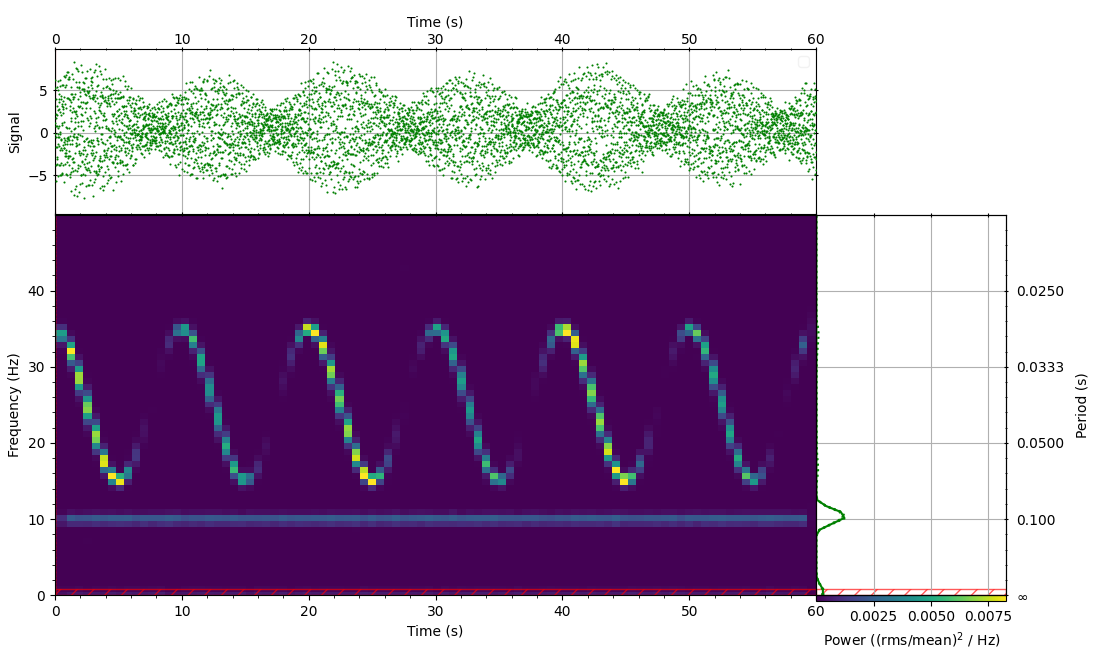 Time (s)
0 10 20 30 40 50 60
5
0
−5
Signal
40
30
20
10
0
Frequency (Hz)
0 10 20 30 40 50 60
Time (s)
0.0250
0.0333
0.0500
0.100
∞
Period (s)
0.0025 0.0050 0.0075
Power ((rms/mean)² / Hz)